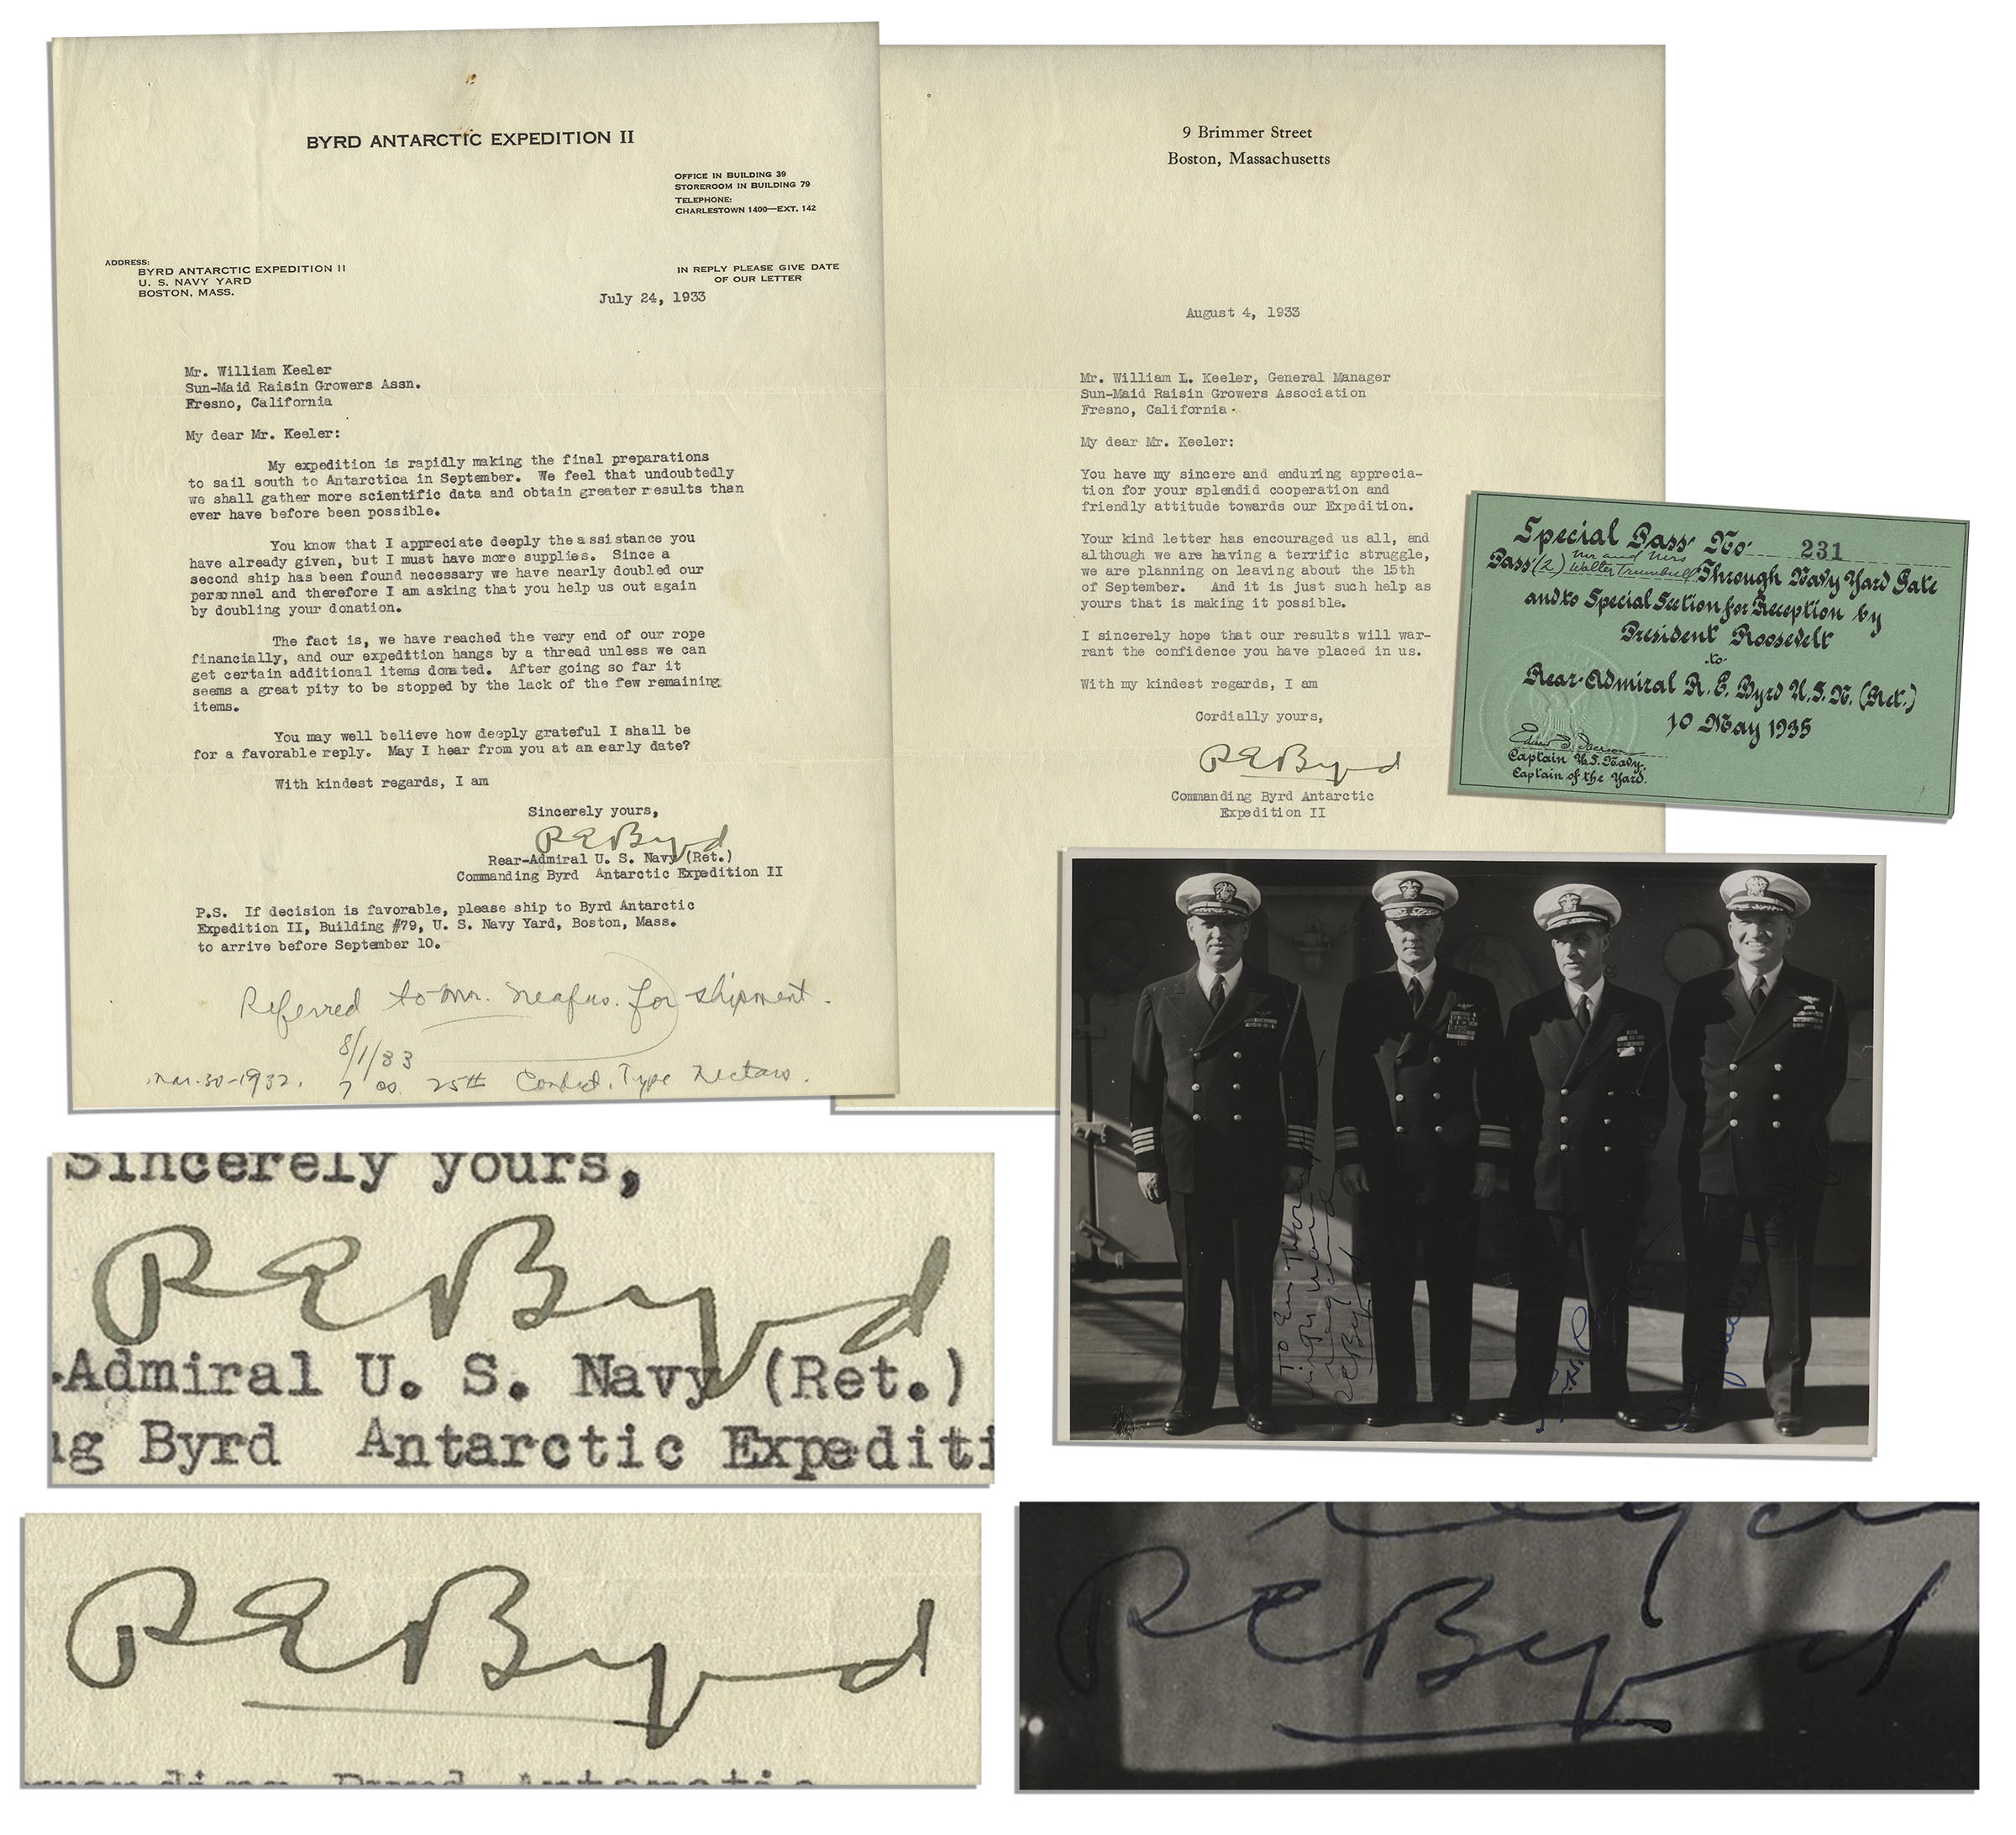 BYRD ANTARCTIC EXPEDITION II
OFFICE IN BUILDING 39
STOREROOM IN BUILDING 79
TELEPHONE:
CHARLESTOWN 1400—EXT. 142
ADDRESS:
BYRD ANTARCTIC EXPEDITION II
U. S. NAVY YARD
BOSTON, MASS.
IN REPLY PLEASE GIVE DATE
OF OUR LETTER
July 24, 1933
Mr. William Keeler
Sun-Maid Raisin Growers Assn.
Fresno, California
My dear Mr. Keeler:
My expedition is rapidly making the final preparations
to sail south to Antarctica in September. We feel that undoubtedly
we shall gather more scientific data and obtain greater results than
ever have before been possible.
You know that I appreciate deeply the assistance you
have already given, but I must have more supplies. Since a
second ship has been found necessary we have nearly doubled our
personnel and therefore I am asking that you help us out again
by doubling your donation.
The fact is, we have reached the very end of our rope
financially, and our expedition hangs by a thread unless we can
get certain additional items donated. After going so far it
seems a great pity to be stopped by the lack of the few remaining
items.
You may well believe how deeply grateful I shall be
for a favorable reply. May I hear from you at an early date?
With kindest regards, I am
Sincerely yours,
R E Byrd
Rear-Admiral U. S. Navy (Ret.)
Commanding Byrd Antarctic Expedition II
P.S. If decision is favorable, please ship to Byrd Antarctic
Expedition II, Building #79, U. S. Navy Yard, Boston, Mass.
to arrive before September 10.
Referred to Mr. Neafus. for shipment.
8/1/33
Mar. 30-1932. 7 cs. 25# Type Nectars.
9 Brimmer Street
Boston, Massachusetts
August 4, 1933
Mr. William L. Keeler, General Manager
Sun-Maid Raisin Growers Association
Fresno, California
My dear Mr. Keeler:
You have my sincere and enduring apprecia-
tion for your splendid cooperation and
friendly attitude towards our Expedition.
Your kind letter has encouraged us all, and
although we are having a terrific struggle,
we are planning on leaving about the 15th
of September. And it is just such help as
yours that is making it possible.
I sincerely hope that our results will war-
rant the confidence you have placed in us.
With my kindest regards, I am
Cordially yours,
R E Byrd
Commanding Byrd Antarctic
Expedition II
Special Pass No. 231
Pass (2) Mr and Mrs Walter Trumbull Through Navy Yard Gate
and to Special Section for Reception by
President Roosevelt
to
Rear-Admiral R. E. Byrd U.S.N. (Ret.)
10 May 1935
Captain U.S. Navy.
Captain of the Yard.
To
regards
R E Byrd
Sincerely yours,
R E Byrd
-Admiral U. S. Navy (Ret.)
ng Byrd Antarctic Expediti
R E Byrd
R E Byrd